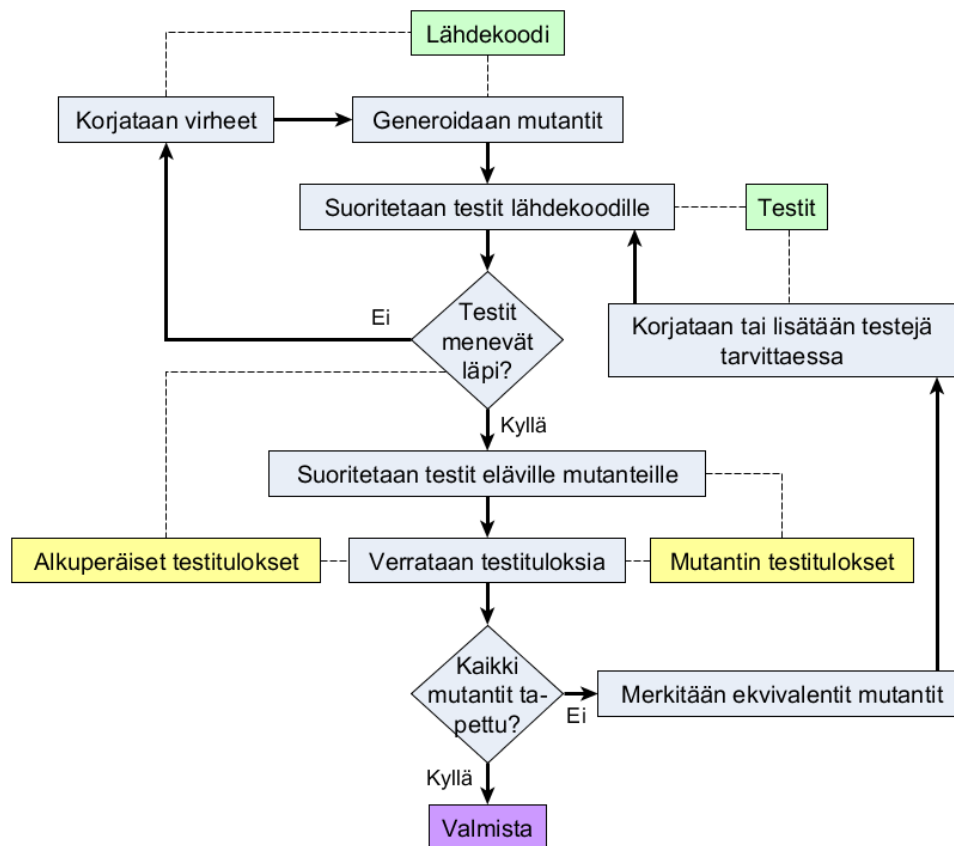 Lähdekoodi
Korjataan virheet
Generoidaan mutantit
Suoritetaan testit lähdekoodille
Testit
Ei
Testit
menevät
läpi?
Korjataan tai lisätään testejä
tarvittaessa
Kyllä
Suoritetaan testit eläville mutanteille
Alkuperäiset testitulokset
Verrataan testituloksia
Mutantin testitulokset
Kaikki
mutantit ta-
pettu?
Ei
Merkitään ekvivalentit mutantit
Kyllä
Valmista